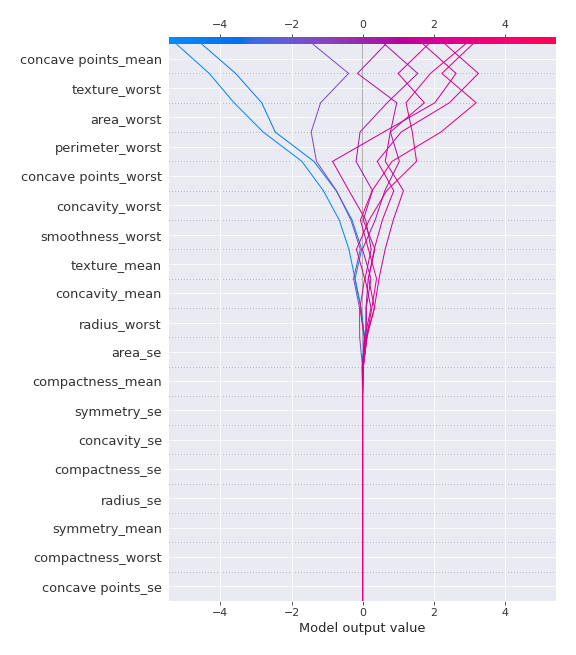 −4 −2 0 2 4
concave points_mean
texture_worst
area_worst
perimeter_worst
concave points_worst
concavity_worst
smoothness_worst
texture_mean
concavity_mean
radius_worst
area_se
compactness_mean
symmetry_se
concavity_se
compactness_se
radius_se
symmetry_mean
compactness_worst
concave points_se
−4 −2 0 2 4
Model output value